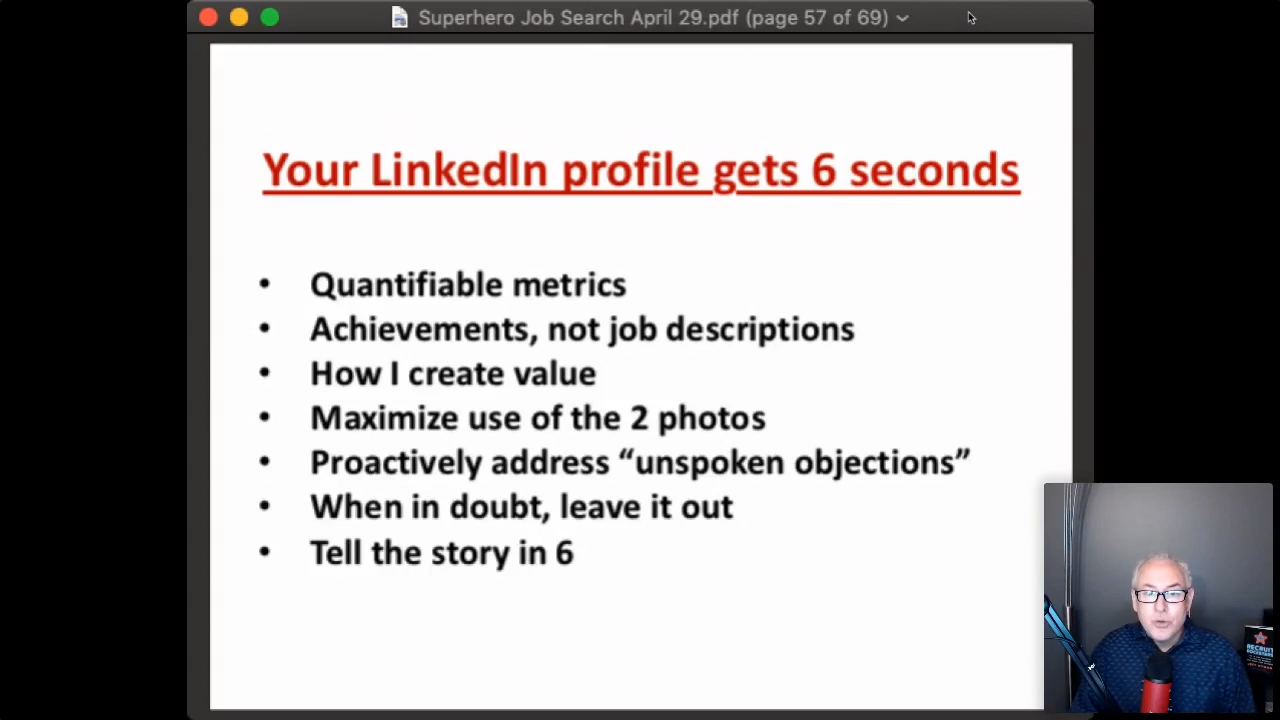 Superhero Job Search April 29.pdf (page 57 of 69)
Your LinkedIn profile gets 6 seconds
• Quantifiable metrics
• Achievements, not job descriptions
• How I create value
• Maximize use of the 2 photos
• Proactively address “unspoken objections”
• When in doubt, leave it out
• Tell the story in 6
RECRUIT
ROCKSTARS